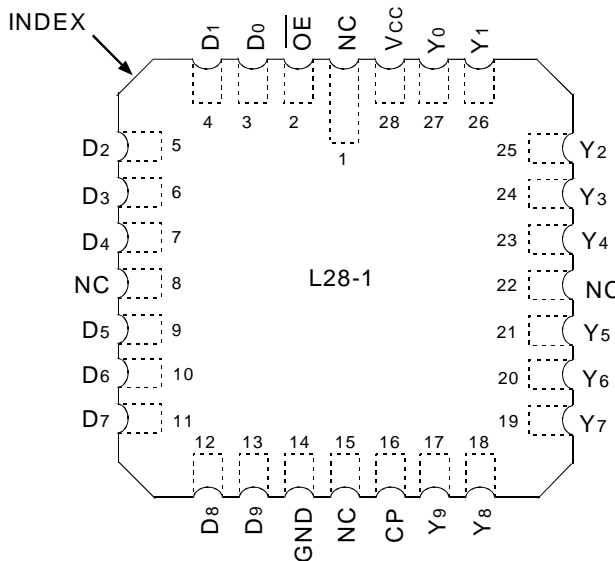 INDEX
D1 D0 OE NC VCC Y0 Y1
4 3 2 28 27 26
1
D2 5 25 Y2
D3 6 24 Y3
D4 7 23 Y4
NC 8 L28-1 22 NC
D5 9 21 Y5
D6 10 20 Y6
D7 11 19 Y7
12 13 14 15 16 17 18
D8 D9 GND NC CP Y9 Y8